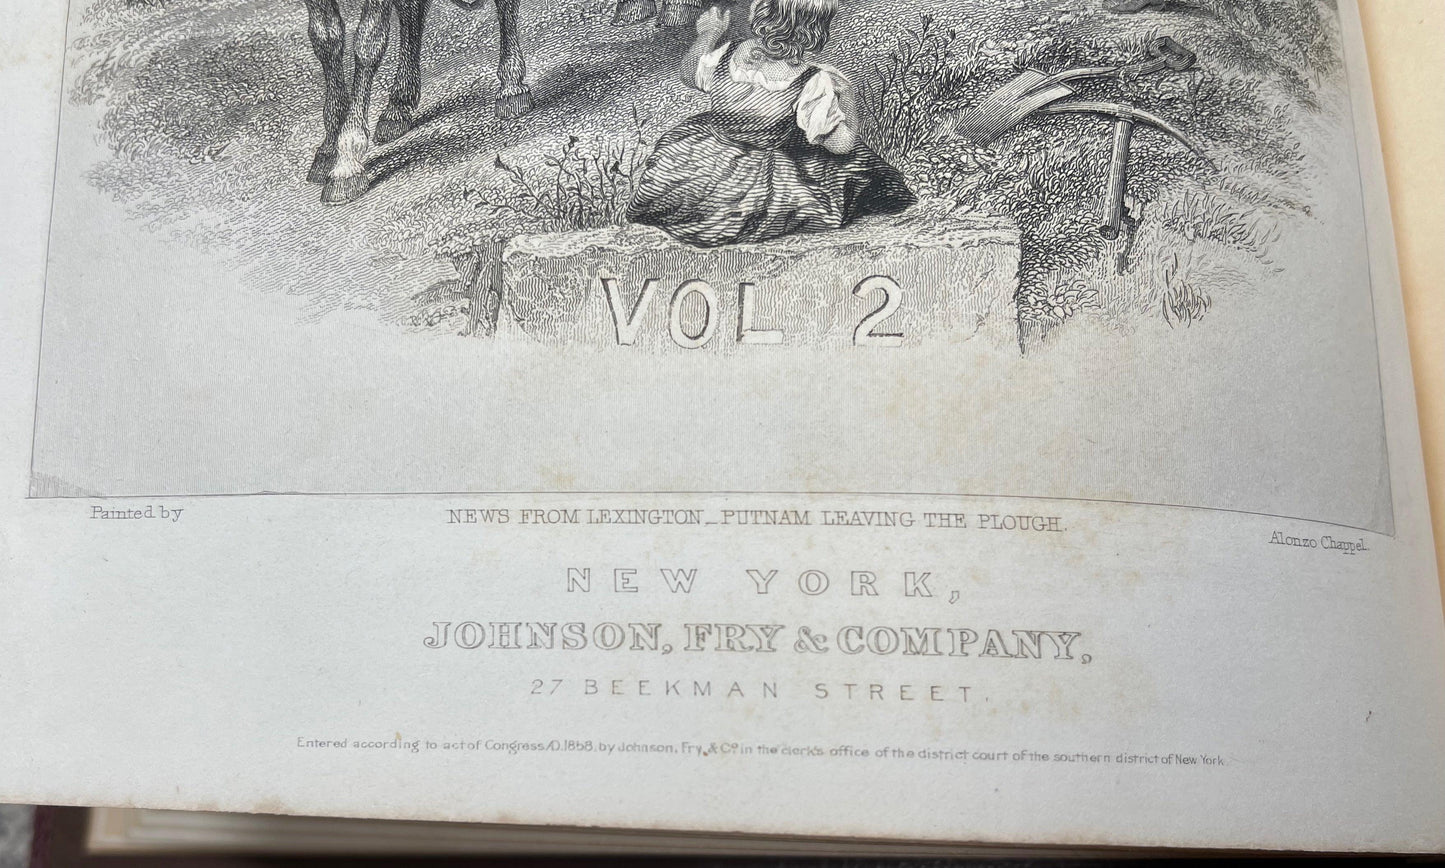 VOL 2
Painted by
NEWS FROM LEXINGTON_PUTNAM LEAVING THE PLOUGH.
Alonzo Chappel.
NEW YORK,
JOHNSON, FRY & COMPANY,
27 BEEKMAN STREET.
Entered according to act of Congress AD. 1858, by Johnson, Fry, & Co in the clerk's office of the district court of the southern district of New York